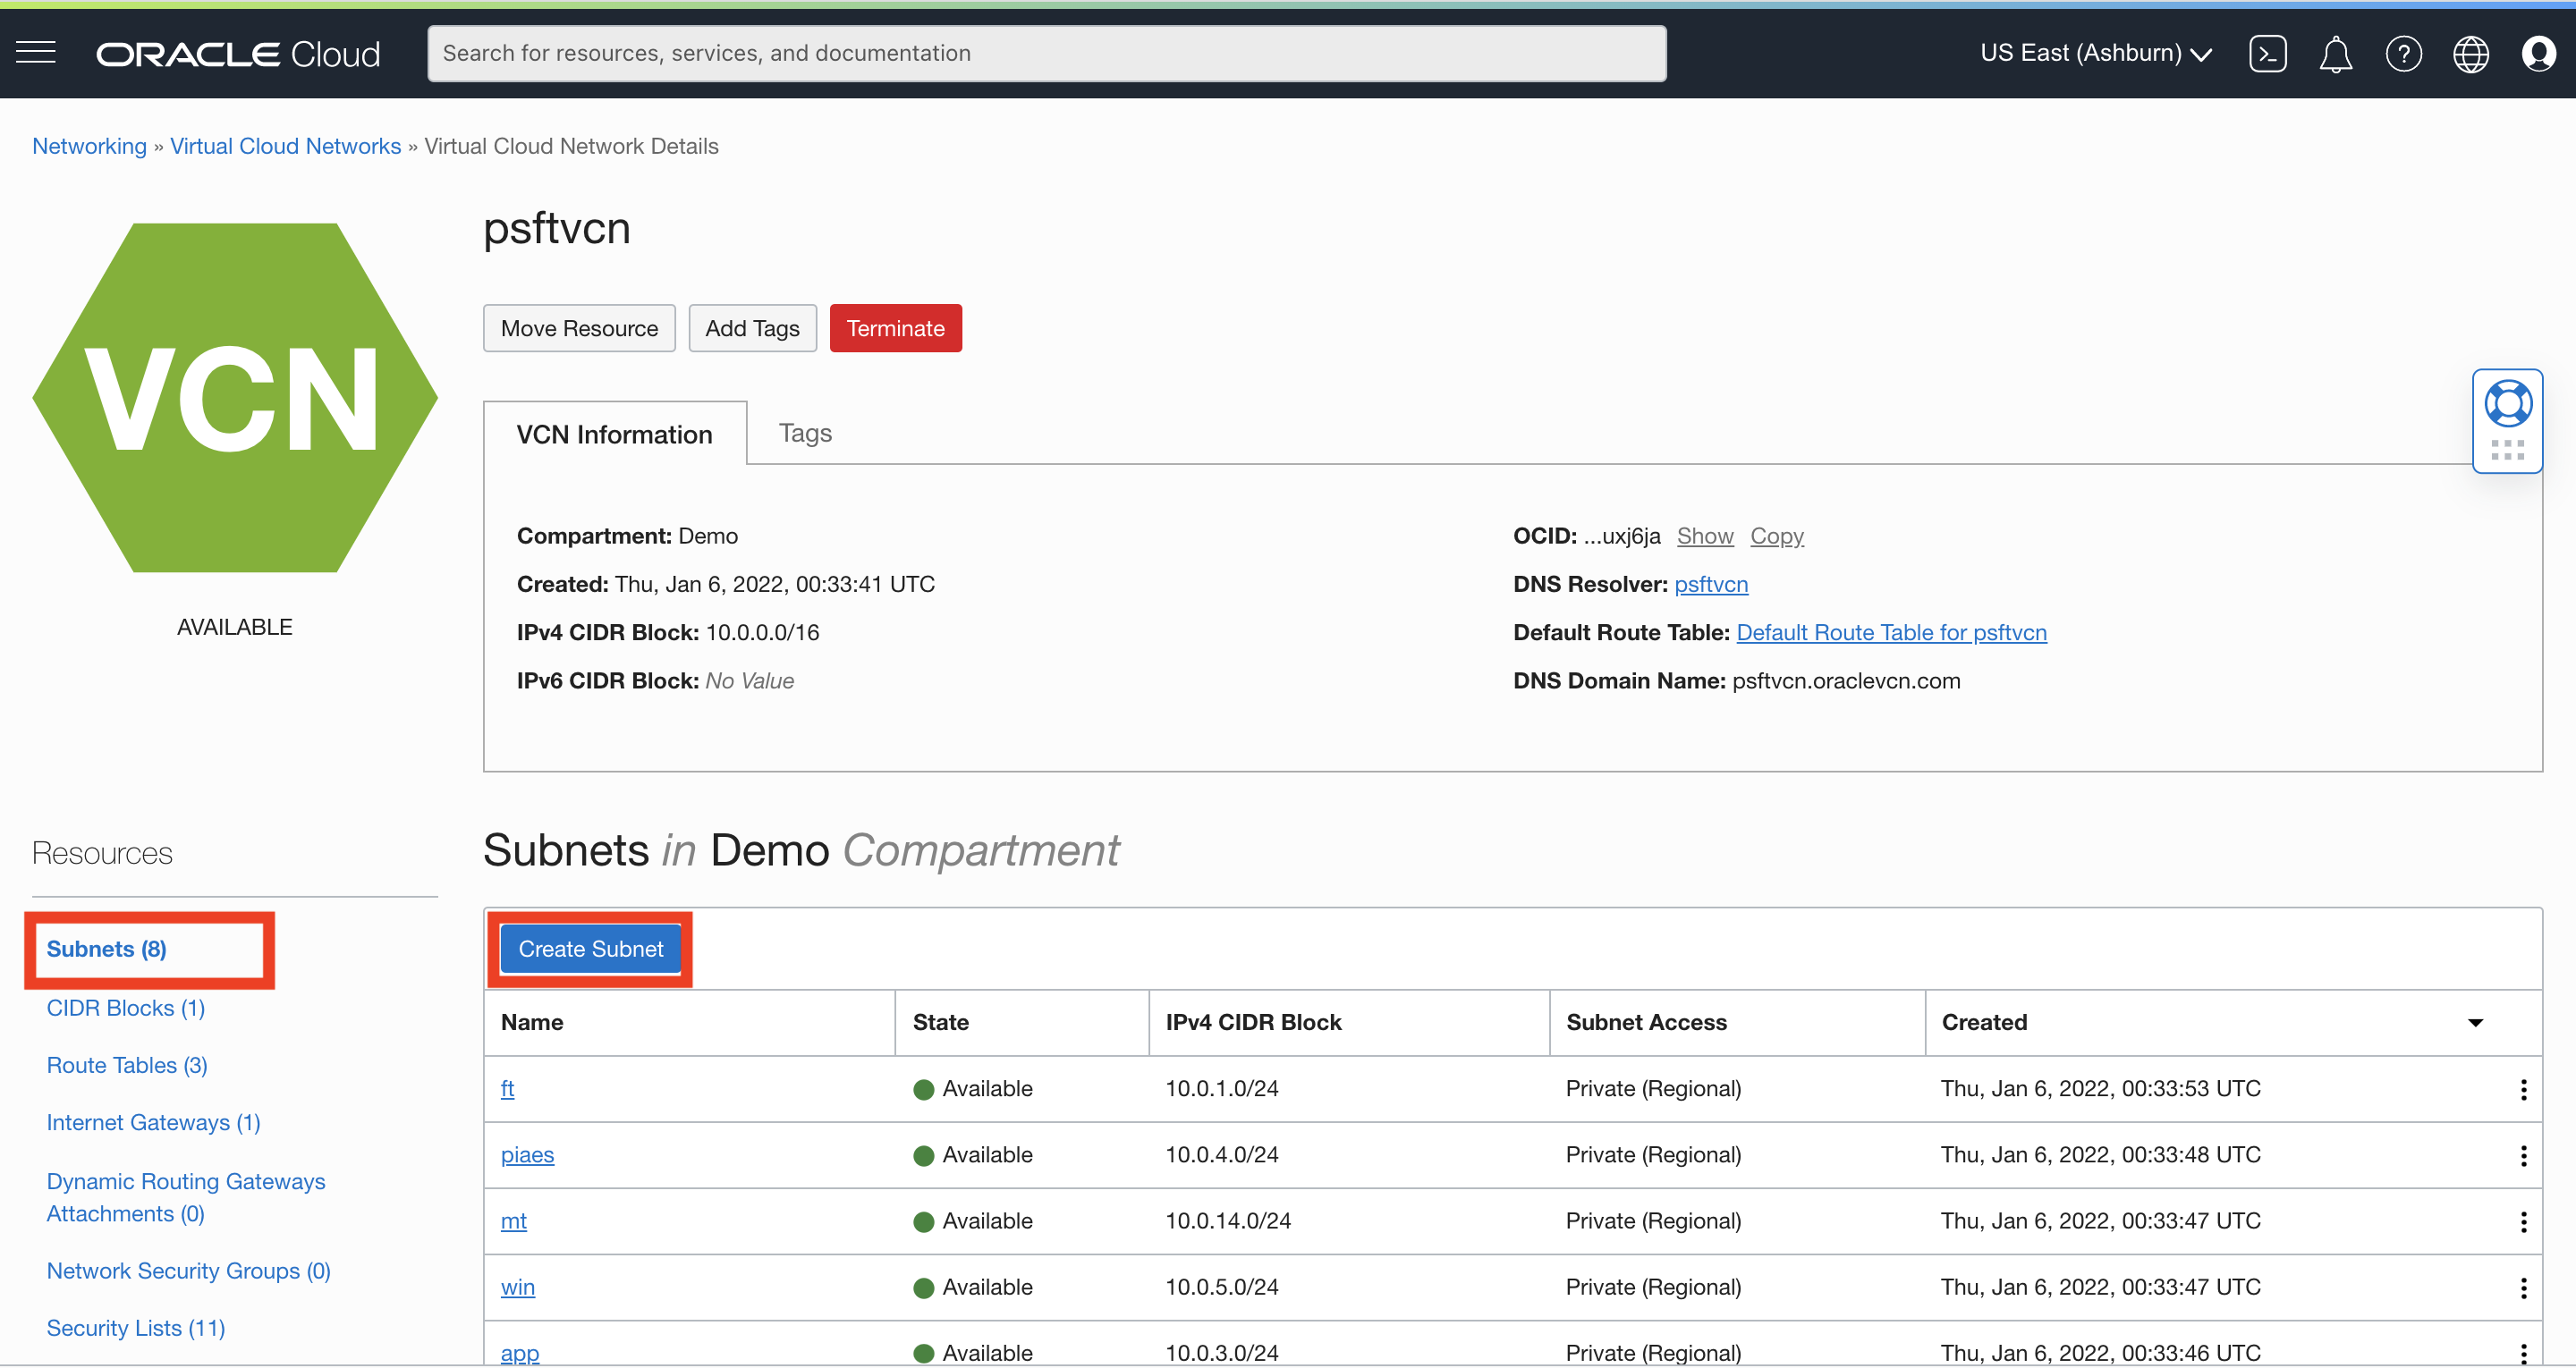 ORACLE Cloud
Search for resources, services, and documentation
US East (Ashburn)
Networking » Virtual Cloud Networks » Virtual Cloud Network Details
VCN
AVAILABLE
psftvcn
Move Resource
Add Tags
Terminate
VCN Information
Tags
Compartment: Demo
Created: Thu, Jan 6, 2022, 00:33:41 UTC
IPv4 CIDR Block: 10.0.0.0/16
IPv6 CIDR Block: No Value
OCID: ...uxj6ja Show Copy
DNS Resolver: psftvcn
Default Route Table: Default Route Table for psftvcn
DNS Domain Name: psftvcn.oraclevcn.com
Resources
Subnets (8)
CIDR Blocks (1)
Route Tables (3)
Internet Gateways (1)
Dynamic Routing Gateways
Attachments (0)
Network Security Groups (0)
Security Lists (11)
Subnets in Demo Compartment
Create Subnet
Name State IPv4 CIDR Block Subnet Access Created
ft Available 10.0.1.0/24 Private (Regional) Thu, Jan 6, 2022, 00:33:53 UTC
piaes Available 10.0.4.0/24 Private (Regional) Thu, Jan 6, 2022, 00:33:48 UTC
mt Available 10.0.14.0/24 Private (Regional) Thu, Jan 6, 2022, 00:33:47 UTC
win Available 10.0.5.0/24 Private (Regional) Thu, Jan 6, 2022, 00:33:47 UTC
app Available 10.0.3.0/24 Private (Regional) Thu, Jan 6, 2022, 00:33:46 UTC